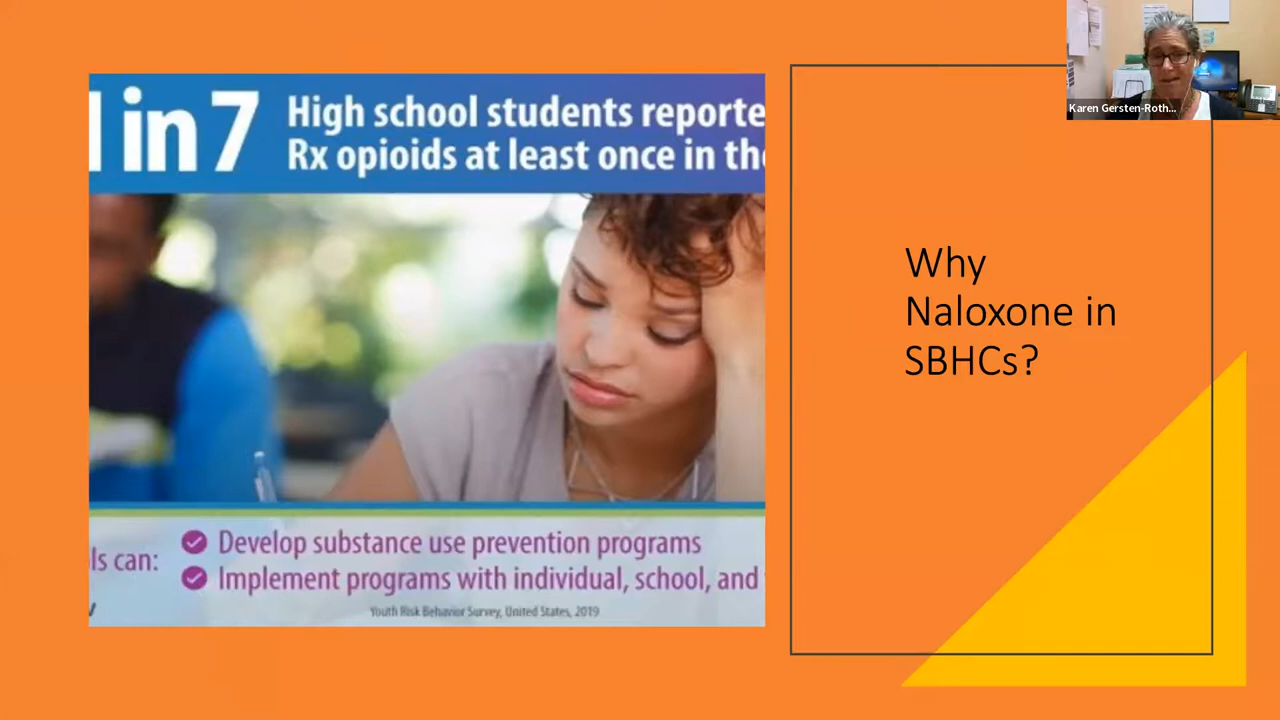 1 in 7
High school students reporte
Rx opioids at least once in the
ls can:
Develop substance use prevention programs
Implement programs with individual, school, and
Youth Risk Behavior Survey, United States, 2019
Why
Naloxone in
SBHCs?
Karen Gersten-Roth...